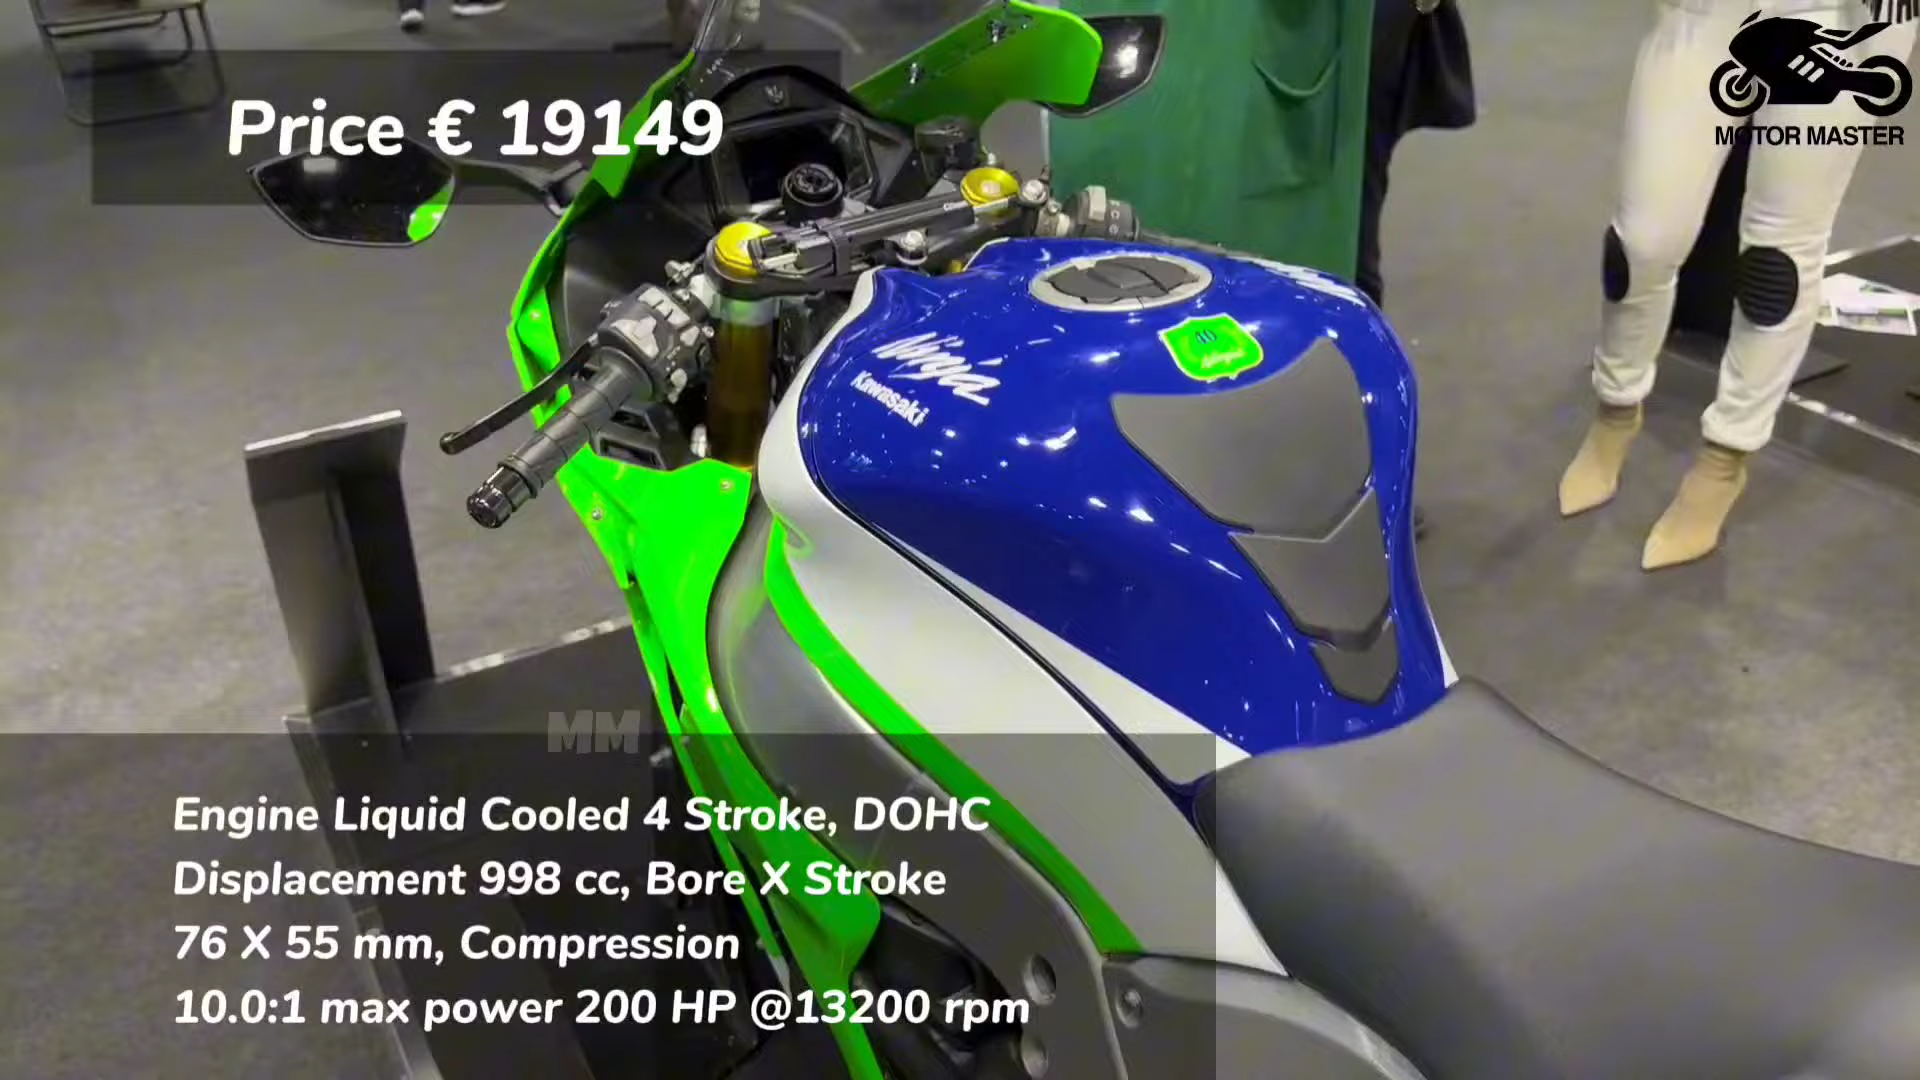 Price € 19149
MOTOR MASTER
Ninja
Kawasaki
40
MM
Engine Liquid Cooled 4 Stroke, DOHC
Displacement 998 cc, Bore X Stroke
76 X 55 mm, Compression
10.0:1 max power 200 HP @13200 rpm